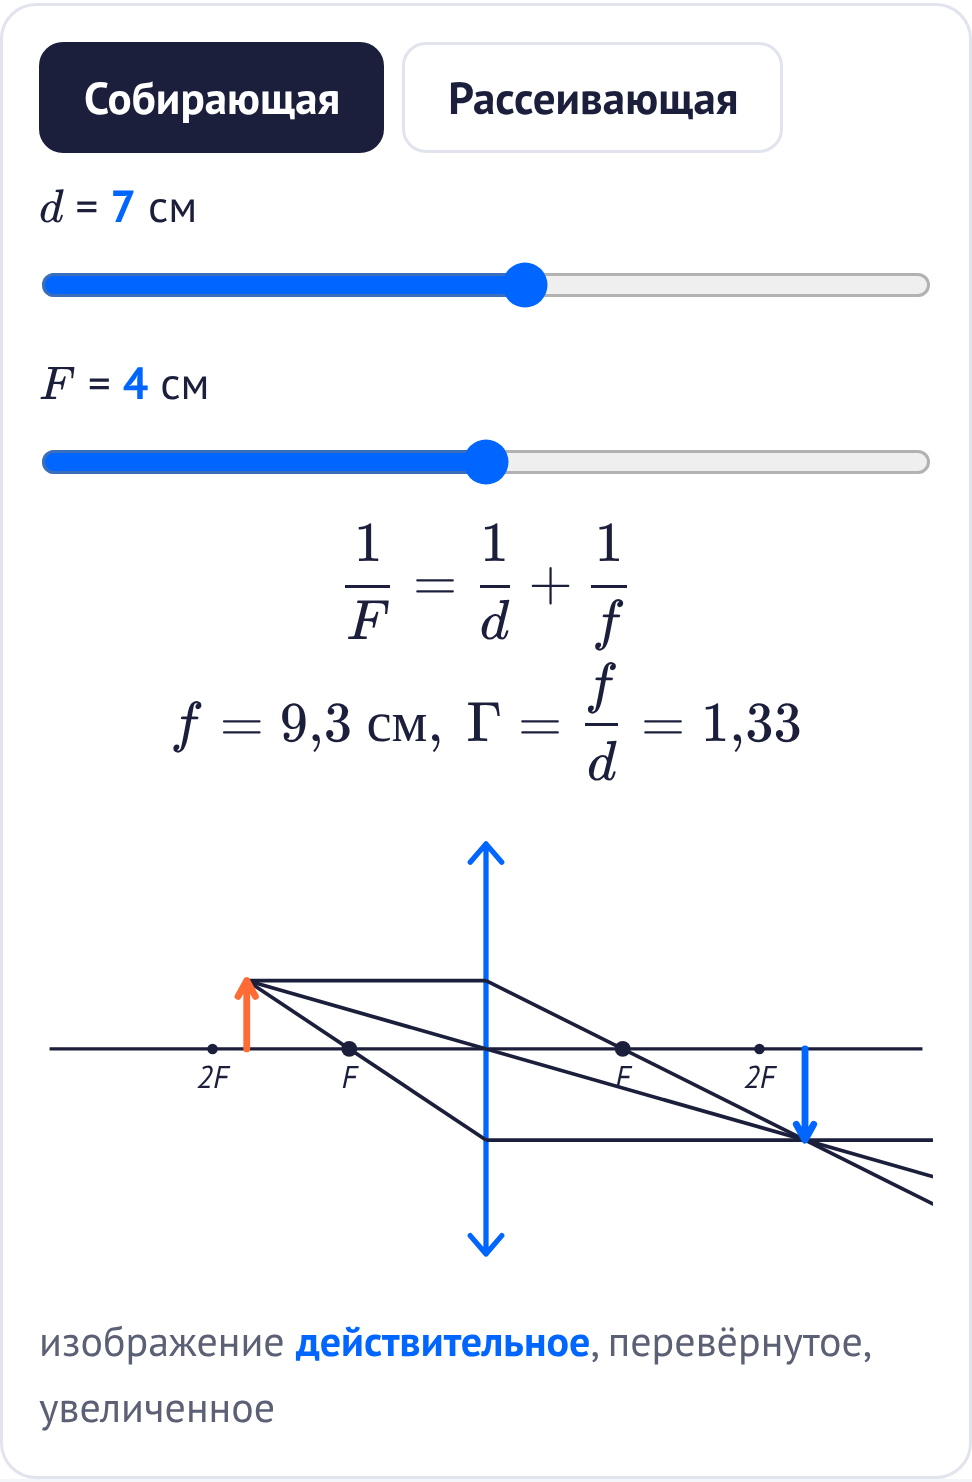 Собирающая Рассеивающая
d = 7 см
F = 4 см
1/F = 1/d + 1/f
f = 9,3 см, Г = f/d = 1,33
2F F F 2F
изображение действительное, перевёрнутое,
увеличенное